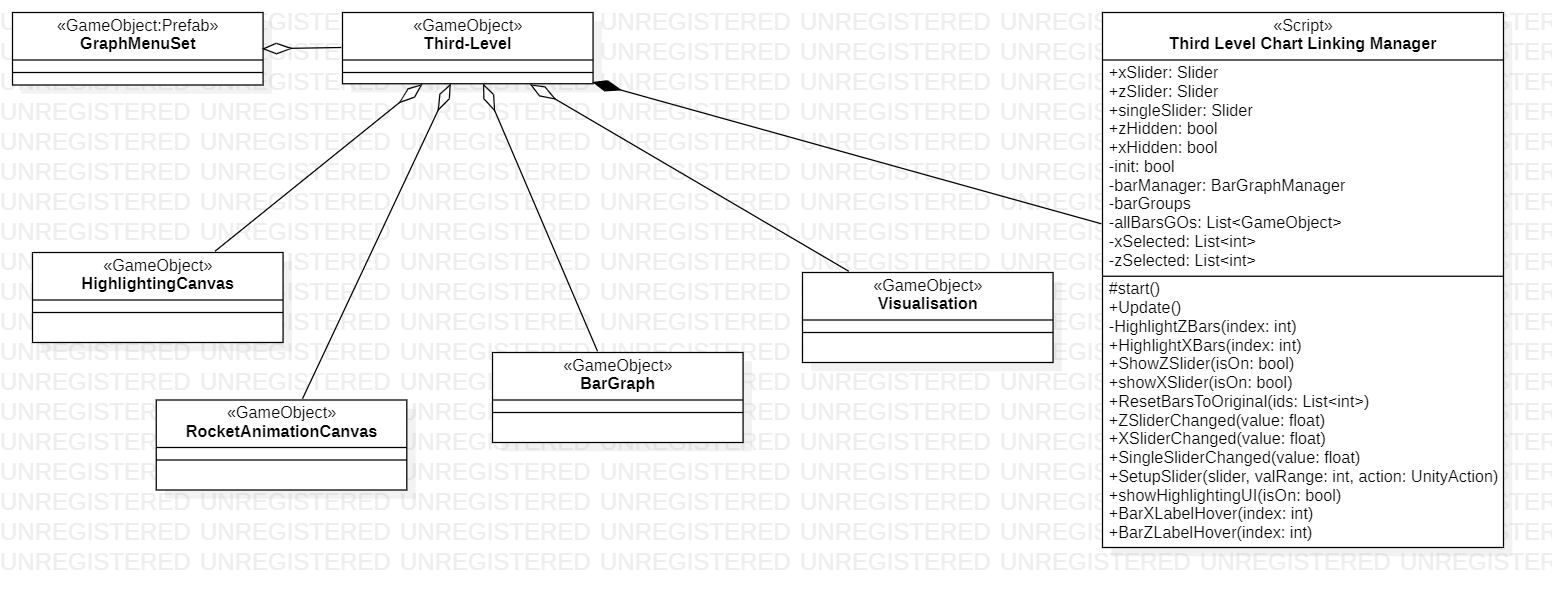 «GameObject:Prefab»
GraphMenuSet
«GameObject»
Third-Level
«Script»
Third Level Chart Linking Manager
+xSlider: Slider
+zSlider: Slider
+singleSlider: Slider
+zHidden: bool
+xHidden: bool
-init: bool
-barManager: BarGraphManager
-barGroups
-allBarsGOs: List<GameObject>
-xSelected: List<int>
-zSelected: List<int>
#start()
+Update()
-HighlightZBars(index: int)
+HighlightXBars(index: int)
+ShowZSlider(isOn: bool)
+showXSlider(isOn: bool)
+ResetBarsToOriginal(ids: List<int>)
+ZSliderChanged(value: float)
+XSliderChanged(value: float)
+SingleSliderChanged(value: float)
+SetupSlider(slider, valRange: int, action: UnityAction)
+showHighlightingUI(isOn: bool)
+BarXLabelHover(index: int)
+BarZLabelHover(index: int)
«GameObject»
HighlightingCanvas
«GameObject»
Visualisation
«GameObject»
BarGraph
«GameObject»
RocketAnimationCanvas
UNREGISTERED